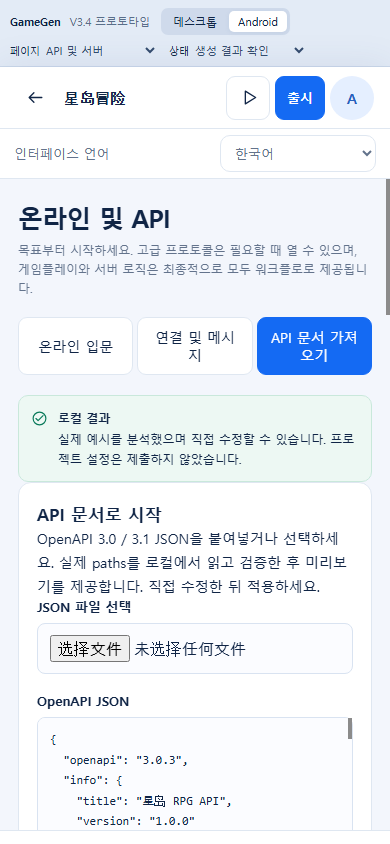 GameGen V3.4 프로토타입 데스크톱 Android
페이지 API 및 서버 상태 생성 결과 확인
星岛冒险 출시 A
인터페이스 언어 한국어
온라인 및 API
목표부터 시작하세요. 고급 프로토콜은 필요할 때 열 수 있으며,
게임플레이와 서버 로직은 최종적으로 모두 워크플로로 제공됩니
다.
온라인 입문
연결 및 메시
지
API 문서 가져
오기
로컬 결과
실제 예시를 분석했으며 직접 수정할 수 있습니다. 프로
젝트 설정은 제출하지 않았습니다.
API 문서로 시작
OpenAPI 3.0 / 3.1 JSON을 붙여넣거나 선택하세
요. 실제 paths를 로컬에서 읽고 검증한 후 미리보
기를 제공합니다. 직접 수정한 뒤 적용하세요.
JSON 파일 선택
选择文件 未选择任何文件
OpenAPI JSON
{
"openapi": "3.0.3",
"info": {
"title": "星岛 RPG API",
"version": "1.0.0"